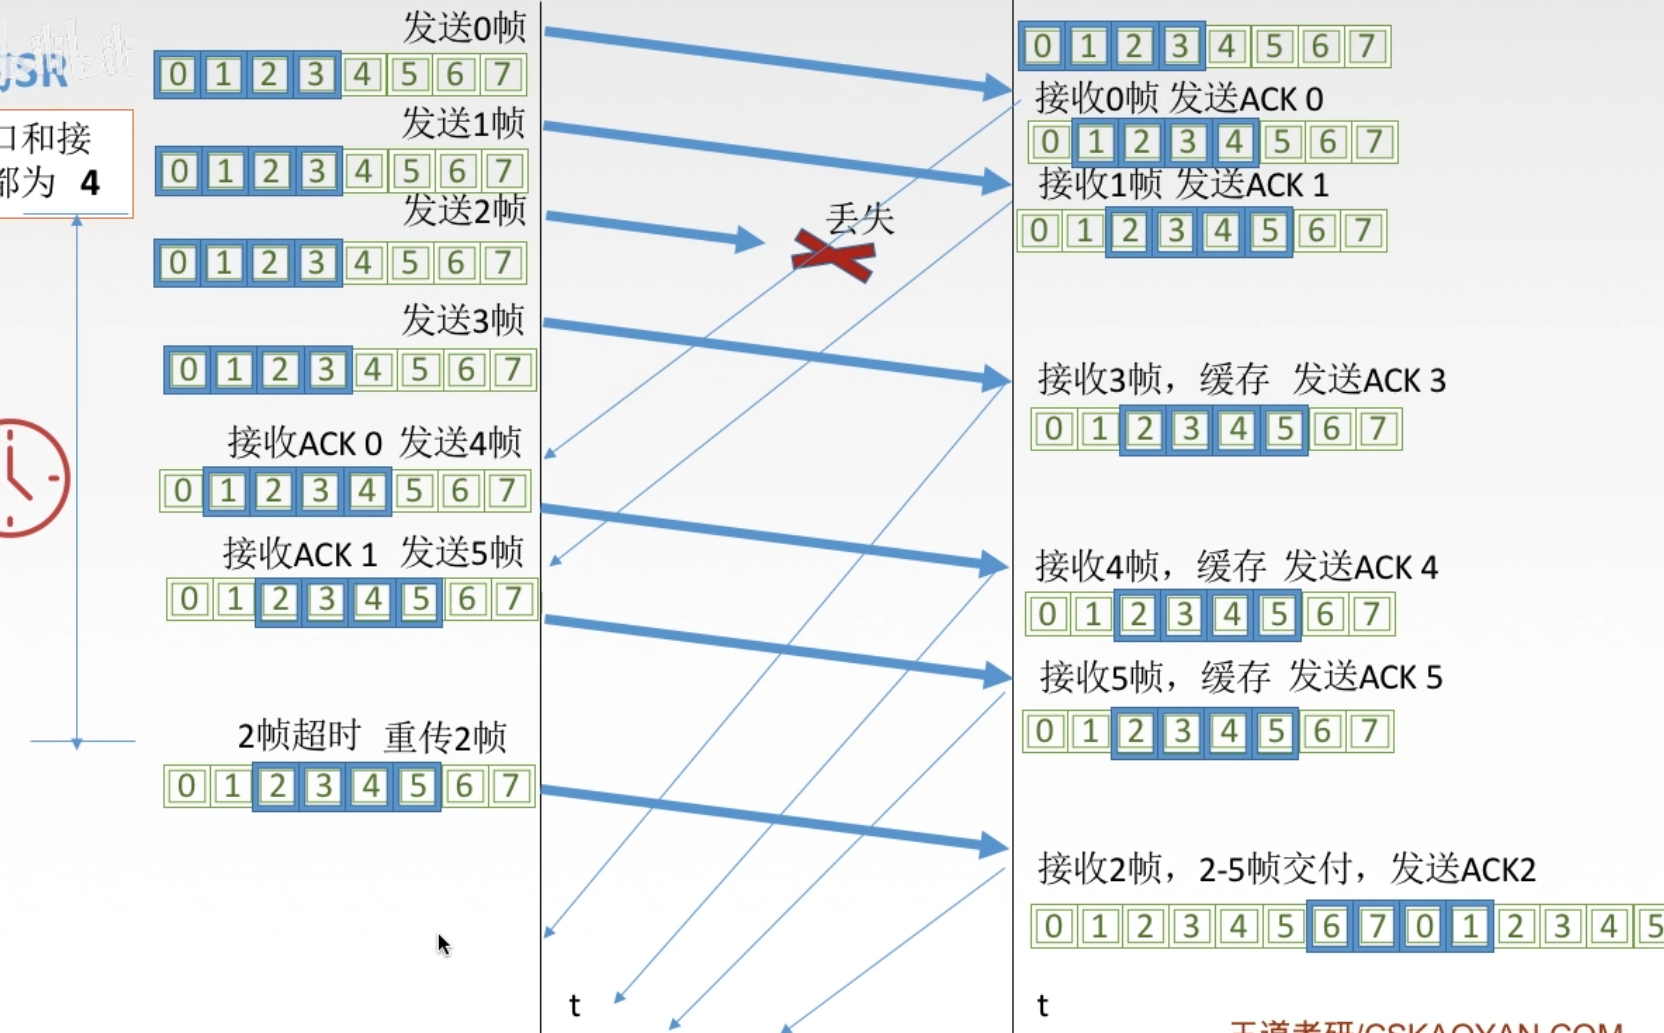 SR
口和接
都为 4
发送0帧
0 1 2 3 4 5 6 7
发送1帧
0 1 2 3 4 5 6 7
发送2帧
0 1 2 3 4 5 6 7
发送3帧
0 1 2 3 4 5 6 7
接收ACK 0 发送4帧
0 1 2 3 4 5 6 7
接收ACK 1 发送5帧
0 1 2 3 4 5 6 7
2帧超时 重传2帧
0 1 2 3 4 5 6 7
丢失
t
0 1 2 3 4 5 6 7
接收0帧 发送ACK 0
0 1 2 3 4 5 6 7
接收1帧 发送ACK 1
0 1 2 3 4 5 6 7
接收3帧，缓存 发送ACK 3
0 1 2 3 4 5 6 7
接收4帧，缓存 发送ACK 4
0 1 2 3 4 5 6 7
接收5帧，缓存 发送ACK 5
0 1 2 3 4 5 6 7
接收2帧，2-5帧交付，发送ACK2
0 1 2 3 4 5 6 7 0 1 2 3 4 5
t
王道考研/CSKAOYAN.COM